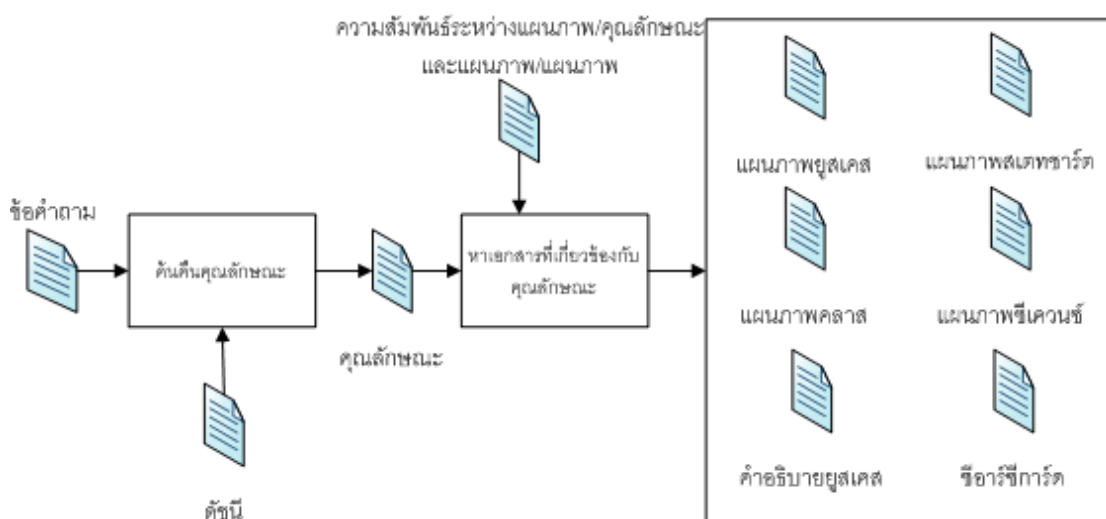 ความสัมพันธ์ระหว่างแผนภาพ/คุณลักษณะ
และแผนภาพ/แผนภาพ
ข้อคำถาม
ค้นคืนคุณลักษณะ
คุณลักษณะ
ดัชนี
หาเอกสารที่เกี่ยวข้องกับ
คุณลักษณะ
แผนภาพยูสเคส
แผนภาพสเตทชาร์ต
แผนภาพคลาส
แผนภาพซีเควนซ์
คำอธิบายยูสเคส
ซีอาร์ซีการ์ด